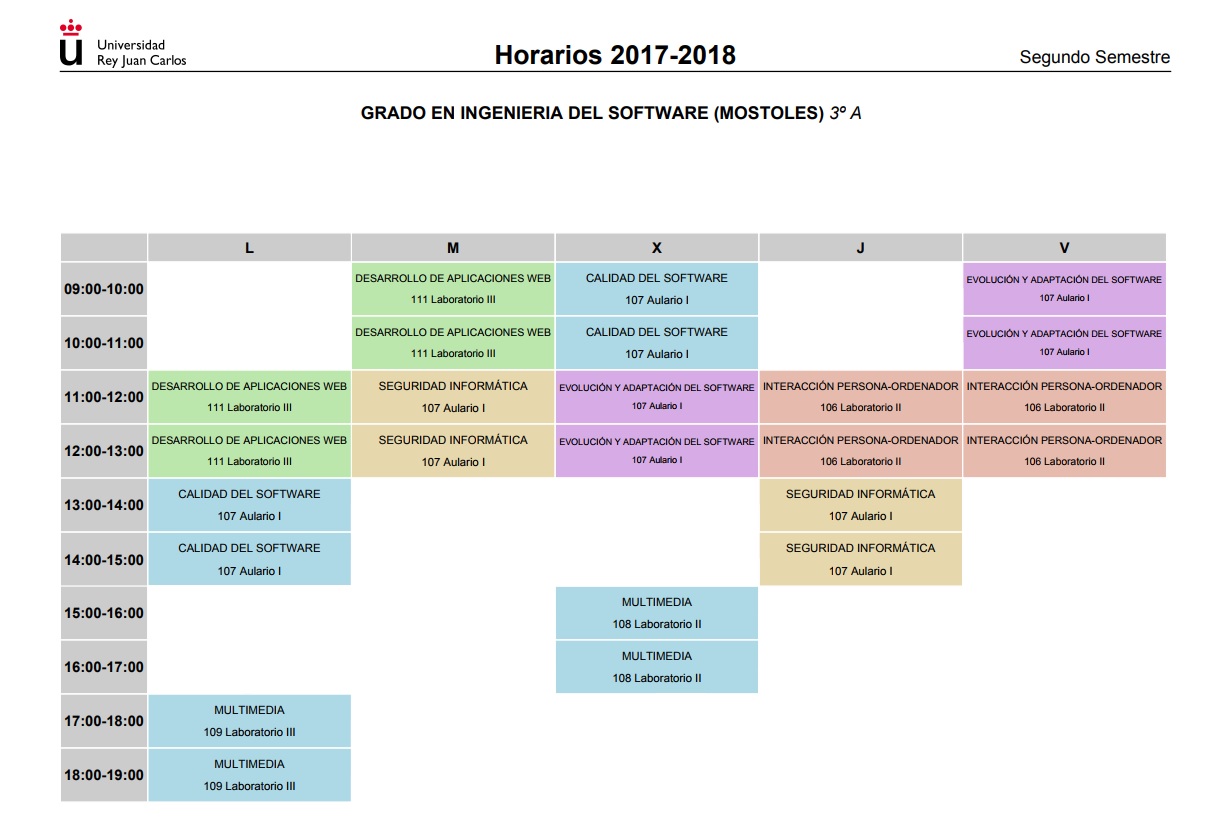 Universidad
Rey Juan Carlos
Horarios 2017-2018
Segundo Semestre
GRADO EN INGENIERIA DEL SOFTWARE (MOSTOLES) 3º A
L M X J V
09:00-10:00
DESARROLLO DE APLICACIONES WEB
111 Laboratorio III
CALIDAD DEL SOFTWARE
107 Aulario I
EVOLUCIÓN Y ADAPTACIÓN DEL SOFTWARE
107 Aulario I
10:00-11:00
DESARROLLO DE APLICACIONES WEB
111 Laboratorio III
CALIDAD DEL SOFTWARE
107 Aulario I
EVOLUCIÓN Y ADAPTACIÓN DEL SOFTWARE
107 Aulario I
11:00-12:00
DESARROLLO DE APLICACIONES WEB
111 Laboratorio III
SEGURIDAD INFORMÁTICA
107 Aulario I
EVOLUCIÓN Y ADAPTACIÓN DEL SOFTWARE
107 Aulario I
INTERACCIÓN PERSONA-ORDENADOR
106 Laboratorio II
INTERACCIÓN PERSONA-ORDENADOR
106 Laboratorio II
12:00-13:00
DESARROLLO DE APLICACIONES WEB
111 Laboratorio III
SEGURIDAD INFORMÁTICA
107 Aulario I
EVOLUCIÓN Y ADAPTACIÓN DEL SOFTWARE
107 Aulario I
INTERACCIÓN PERSONA-ORDENADOR
106 Laboratorio II
INTERACCIÓN PERSONA-ORDENADOR
106 Laboratorio II
13:00-14:00
CALIDAD DEL SOFTWARE
107 Aulario I
SEGURIDAD INFORMÁTICA
107 Aulario I
14:00-15:00
CALIDAD DEL SOFTWARE
107 Aulario I
SEGURIDAD INFORMÁTICA
107 Aulario I
15:00-16:00
MULTIMEDIA
108 Laboratorio II
16:00-17:00
MULTIMEDIA
108 Laboratorio II
17:00-18:00
MULTIMEDIA
109 Laboratorio III
18:00-19:00
MULTIMEDIA
109 Laboratorio III